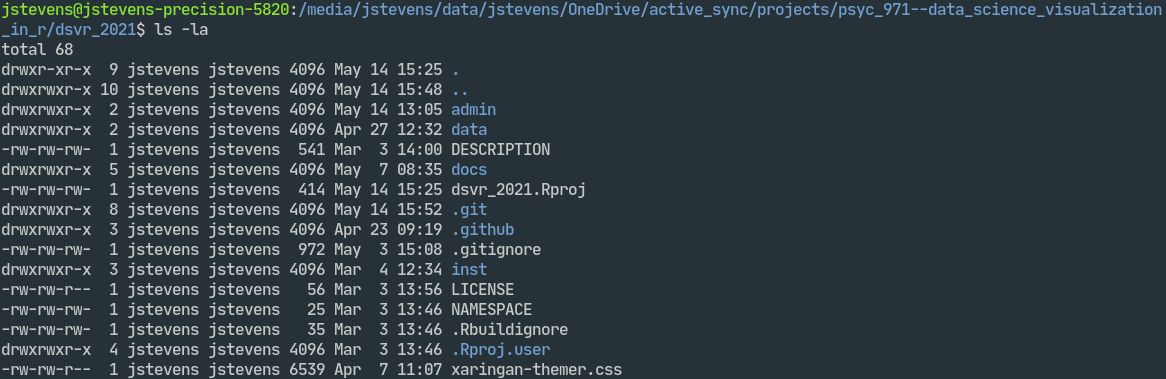 jstevens@jstevens-precision-5820:/media/jstevens/data/jstevens/OneDrive/active_sync/projects/psyc_971--data_science_visualization
_in_r/dsvr_2021$ ls -la
total 68
drwxr-xr-x  9 jstevens jstevens 4096 May 14 15:25 .
drwxrwxr-x 10 jstevens jstevens 4096 May 14 15:48 ..
drwxrwxr-x  2 jstevens jstevens 4096 May 14 13:05 admin
drwxrwxr-x  2 jstevens jstevens 4096 Apr 27 12:32 data
-rw-rw-rw-  1 jstevens jstevens  541 Mar  3 14:00 DESCRIPTION
drwxrwxr-x  5 jstevens jstevens 4096 May  7 08:35 docs
-rw-rw-rw-  1 jstevens jstevens  414 May 14 15:25 dsvr_2021.Rproj
drwxrwxr-x  8 jstevens jstevens 4096 May 14 15:52 .git
drwxrwxr-x  3 jstevens jstevens 4096 Apr 23 09:19 .github
-rw-rw-rw-  1 jstevens jstevens  972 May  3 15:08 .gitignore
drwxrwxr-x  3 jstevens jstevens 4096 Mar  4 12:34 inst
-rw-rw-r--  1 jstevens jstevens   56 Mar  3 13:56 LICENSE
-rw-rw-rw-  1 jstevens jstevens   25 Mar  3 13:46 NAMESPACE
-rw-rw-rw-  1 jstevens jstevens   35 Mar  3 13:46 .Rbuildignore
drwxrwxr-x  4 jstevens jstevens 4096 Mar  3 13:46 .Rproj.user
-rw-rw-r--  1 jstevens jstevens 6539 Apr  7 11:07 xaringan-themer.css